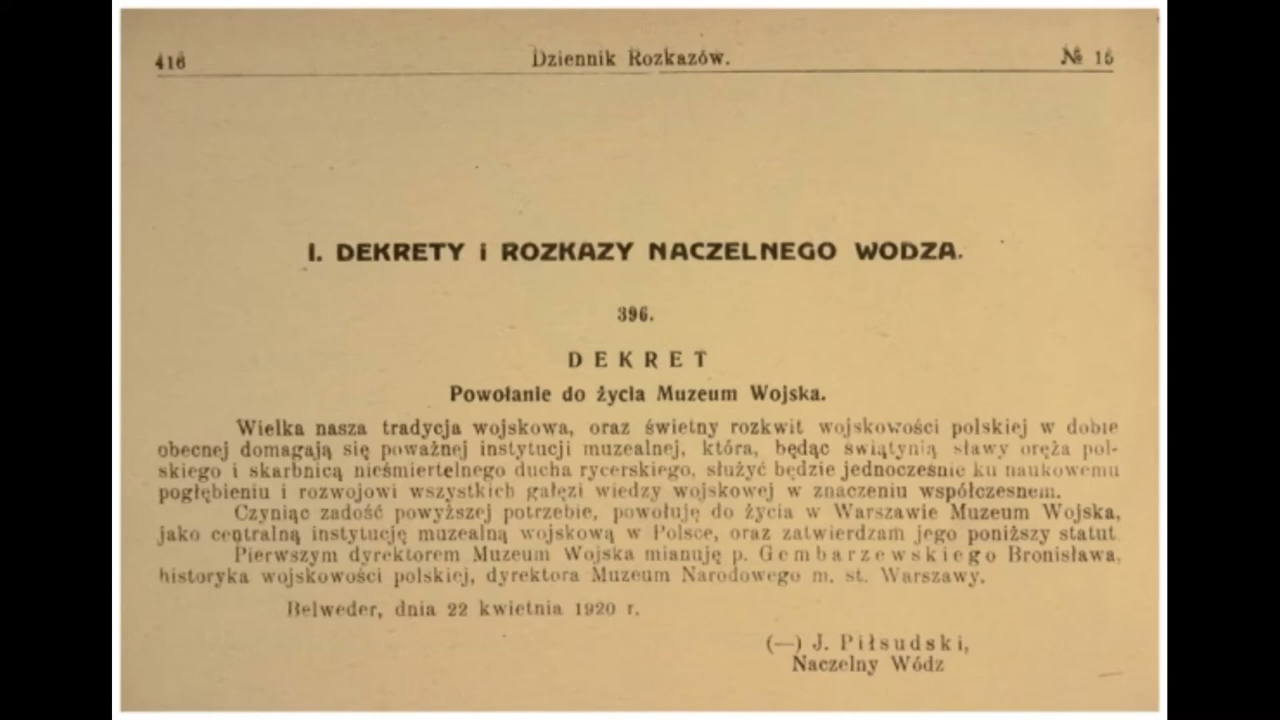 416 Dziennik Rozkazów. № 15
I. DEKRETY i ROZKAZY NACZELNEGO WODZA.
396.
DEKRET
Powołanie do życia Muzeum Wojska.
Wielka nasza tradycja wojskowa, oraz świetny rozkwit wojskowości polskiej w dobie
obecnej domagają się poważnej instytucji muzealnej, która, będąc świątynią sławy oręża pol-
skiego i skarbnicą nieśmiertelnego ducha rycerskiego, służyć będzie jednocześnie ku naukowemu
pogłębieniu i rozwojowi wszystkich gałęzi wiedzy wojskowej w znaczeniu współczesnem.
Czyniąc zadość powyższej potrzebie, powołuję do życia w Warszawie Muzeum Wojska,
jako centralną instytucję muzealną wojskową w Polsce, oraz zatwierdzam jego poniższy statut
Pierwszym dyrektorem Muzeum Wojska mianuję p. Gembarzewskiego Bronisława,
historyka wojskowości polskiej, dyrektora Muzeum Narodowego m. st. Warszawy.
Belweder, dnia 22 kwietnia 1920 r.
(—) J. Piłsudski,
Naczelny Wódz